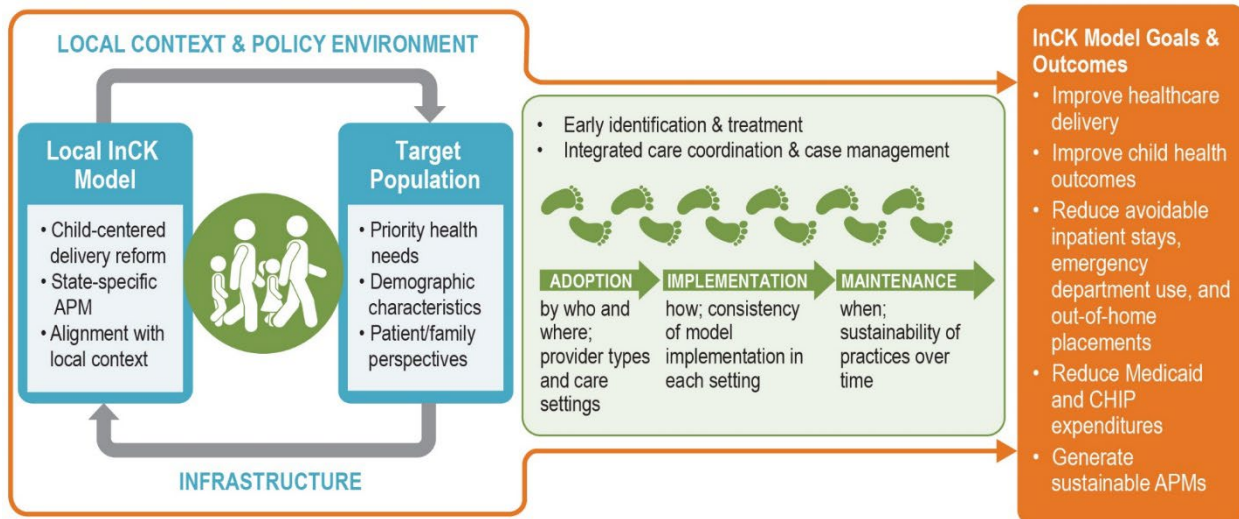 LOCAL CONTEXT & POLICY ENVIRONMENT
Local InCK
Model
• Child-centered
delivery reform
• State-specific
APM
• Alignment with
local context
Target
Population
• Priority health
needs
• Demographic
characteristics
• Patient/family
perspectives
INFRASTRUCTURE
• Early identification & treatment
• Integrated care coordination & case management
ADOPTION
by who and
where;
provider types
and care
settings
IMPLEMENTATION
how; consistency
of model
implementation in
each setting
MAINTENANCE
when;
sustainability of
practices over
time
InCK Model Goals &
Outcomes
• Improve healthcare
delivery
• Improve child health
outcomes
• Reduce avoidable
inpatient stays,
emergency
department use, and
out-of-home
placements
• Reduce Medicaid
and CHIP
expenditures
• Generate
sustainable APMs